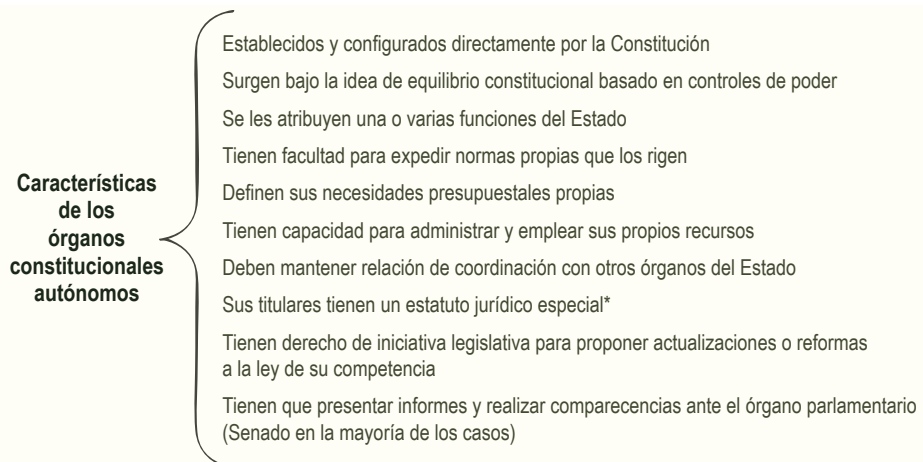 Características
de los
órganos
constitucionales
autónomos
Establecidos y configurados directamente por la Constitución
Surgen bajo la idea de equilibrio constitucional basado en controles de poder
Se les atribuyen una o varias funciones del Estado
Tienen facultad para expedir normas propias que los rigen
Definen sus necesidades presupuestales propias
Tienen capacidad para administrar y emplear sus propios recursos
Deben mantener relación de coordinación con otros órganos del Estado
Sus titulares tienen un estatuto jurídico especial*
Tienen derecho de iniciativa legislativa para proponer actualizaciones o reformas
a la ley de su competencia
Tienen que presentar informes y realizar comparecencias ante el órgano parlamentario
(Senado en la mayoría de los casos)